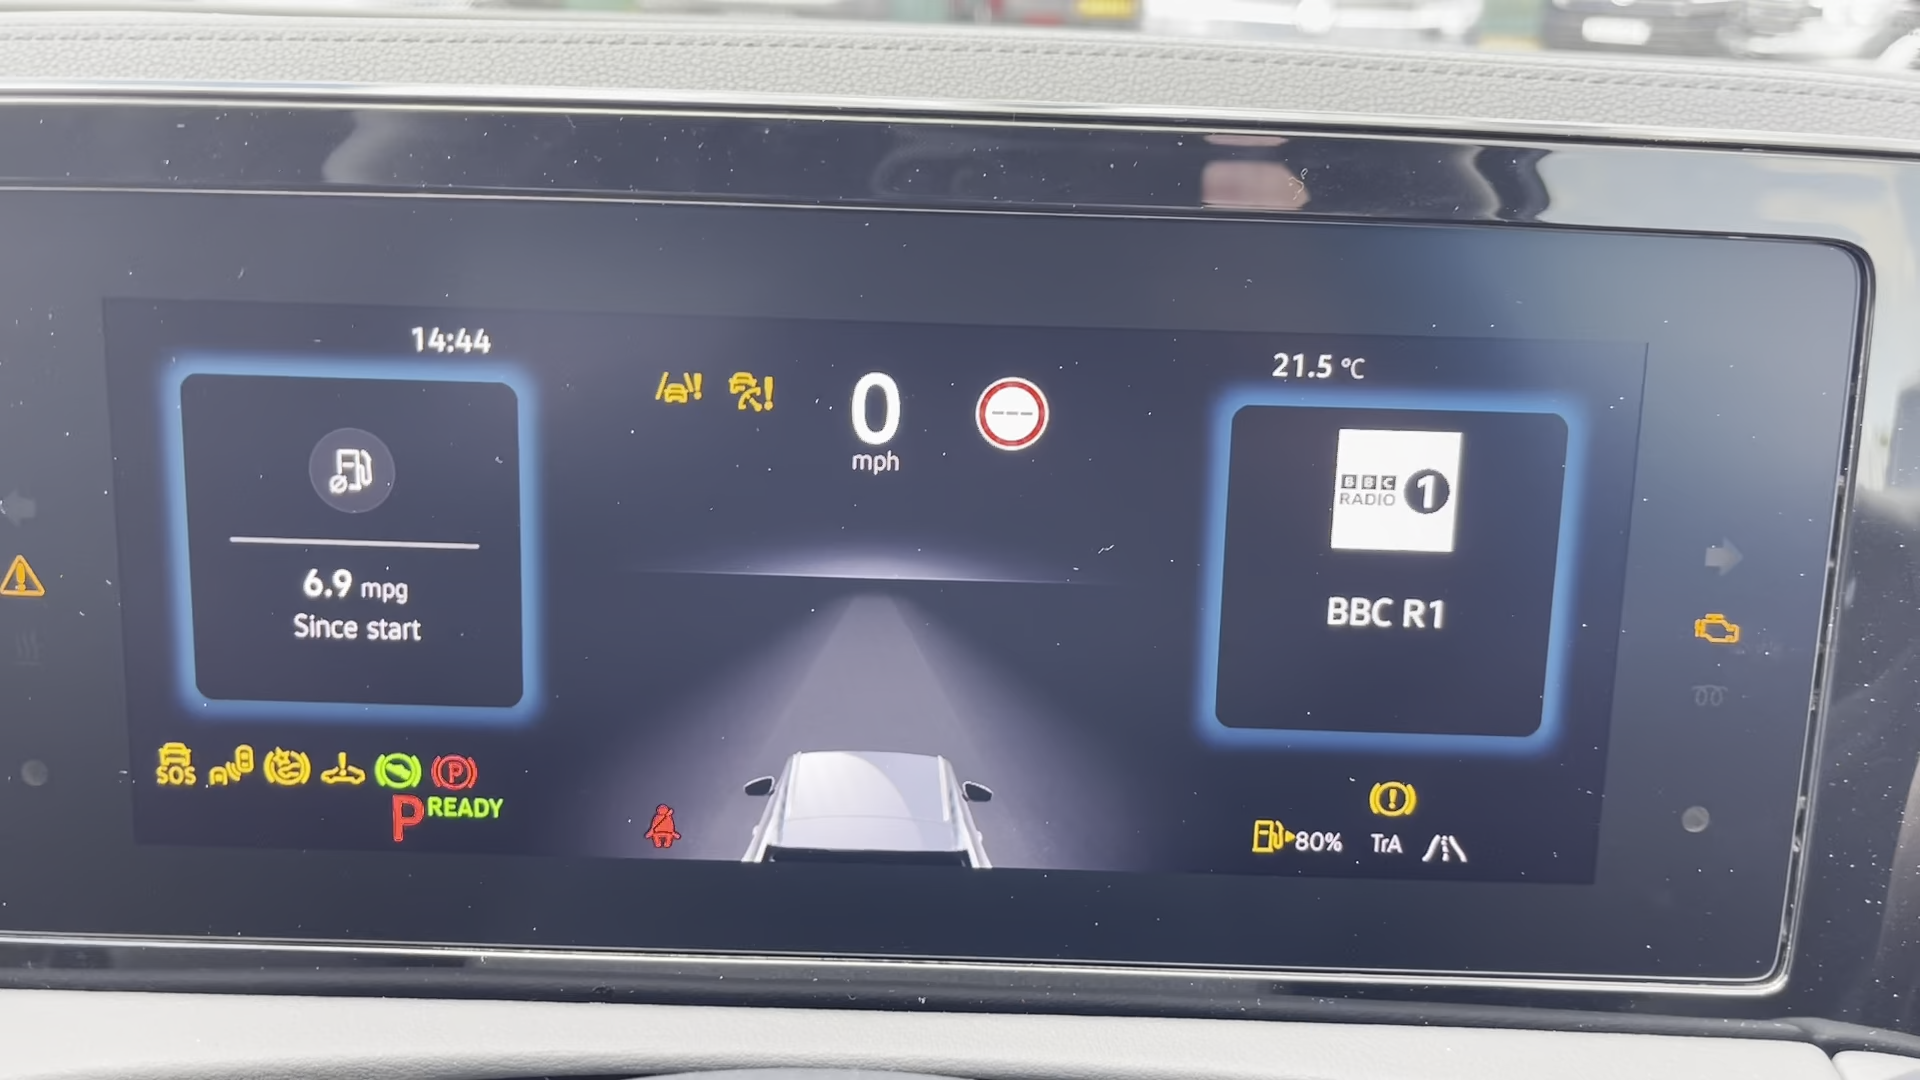 14:44
21.5 °C
0
mph
BBC
RADIO 1
6.9 mpg
Since start
BBC R1
SOS
P
P READY
80% TrA